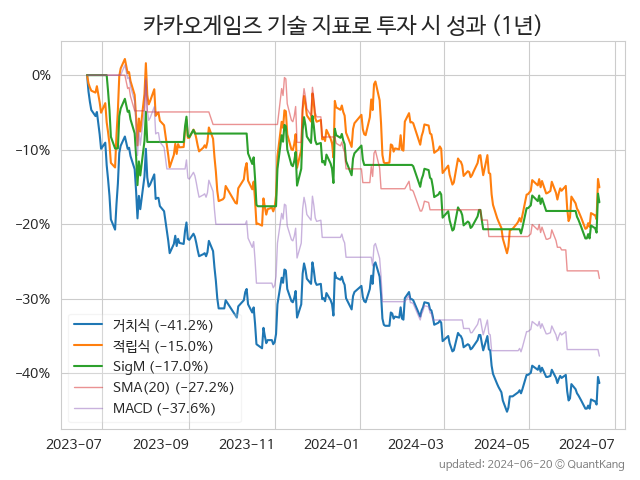 카카오게임즈 기술 지표로 투자 시 성과 (1년)
0%
−10%
−20%
−30%
−40%
거치식 (−41.2%)
적립식 (−15.0%)
SigM (−17.0%)
SMA(20) (−27.2%)
MACD (−37.6%)
2023-07 2023-09 2023-11 2024-01 2024-03 2024-05 2024-07
updated: 2024-06-20 © QuantKang